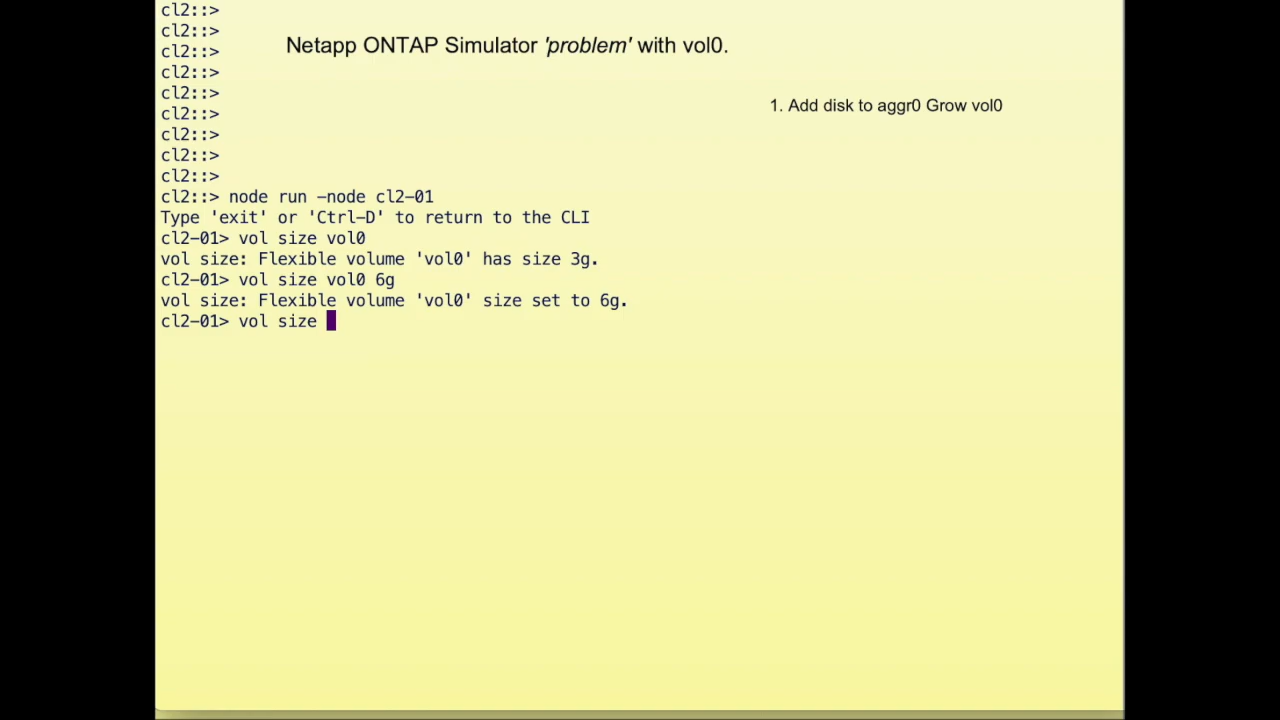 cl2::>
cl2::>
Netapp ONTAP Simulator 'problem' with vol0.
cl2::>
cl2::>
cl2::>
1. Add disk to aggr0 Grow vol0
cl2::>
cl2::>
cl2::>
cl2::>
cl2::> node run -node cl2-01
Type 'exit' or 'Ctrl-D' to return to the CLI
cl2-01> vol size vol0
vol size: Flexible volume 'vol0' has size 3g.
cl2-01> vol size vol0 6g
vol size: Flexible volume 'vol0' size set to 6g.
cl2-01> vol size